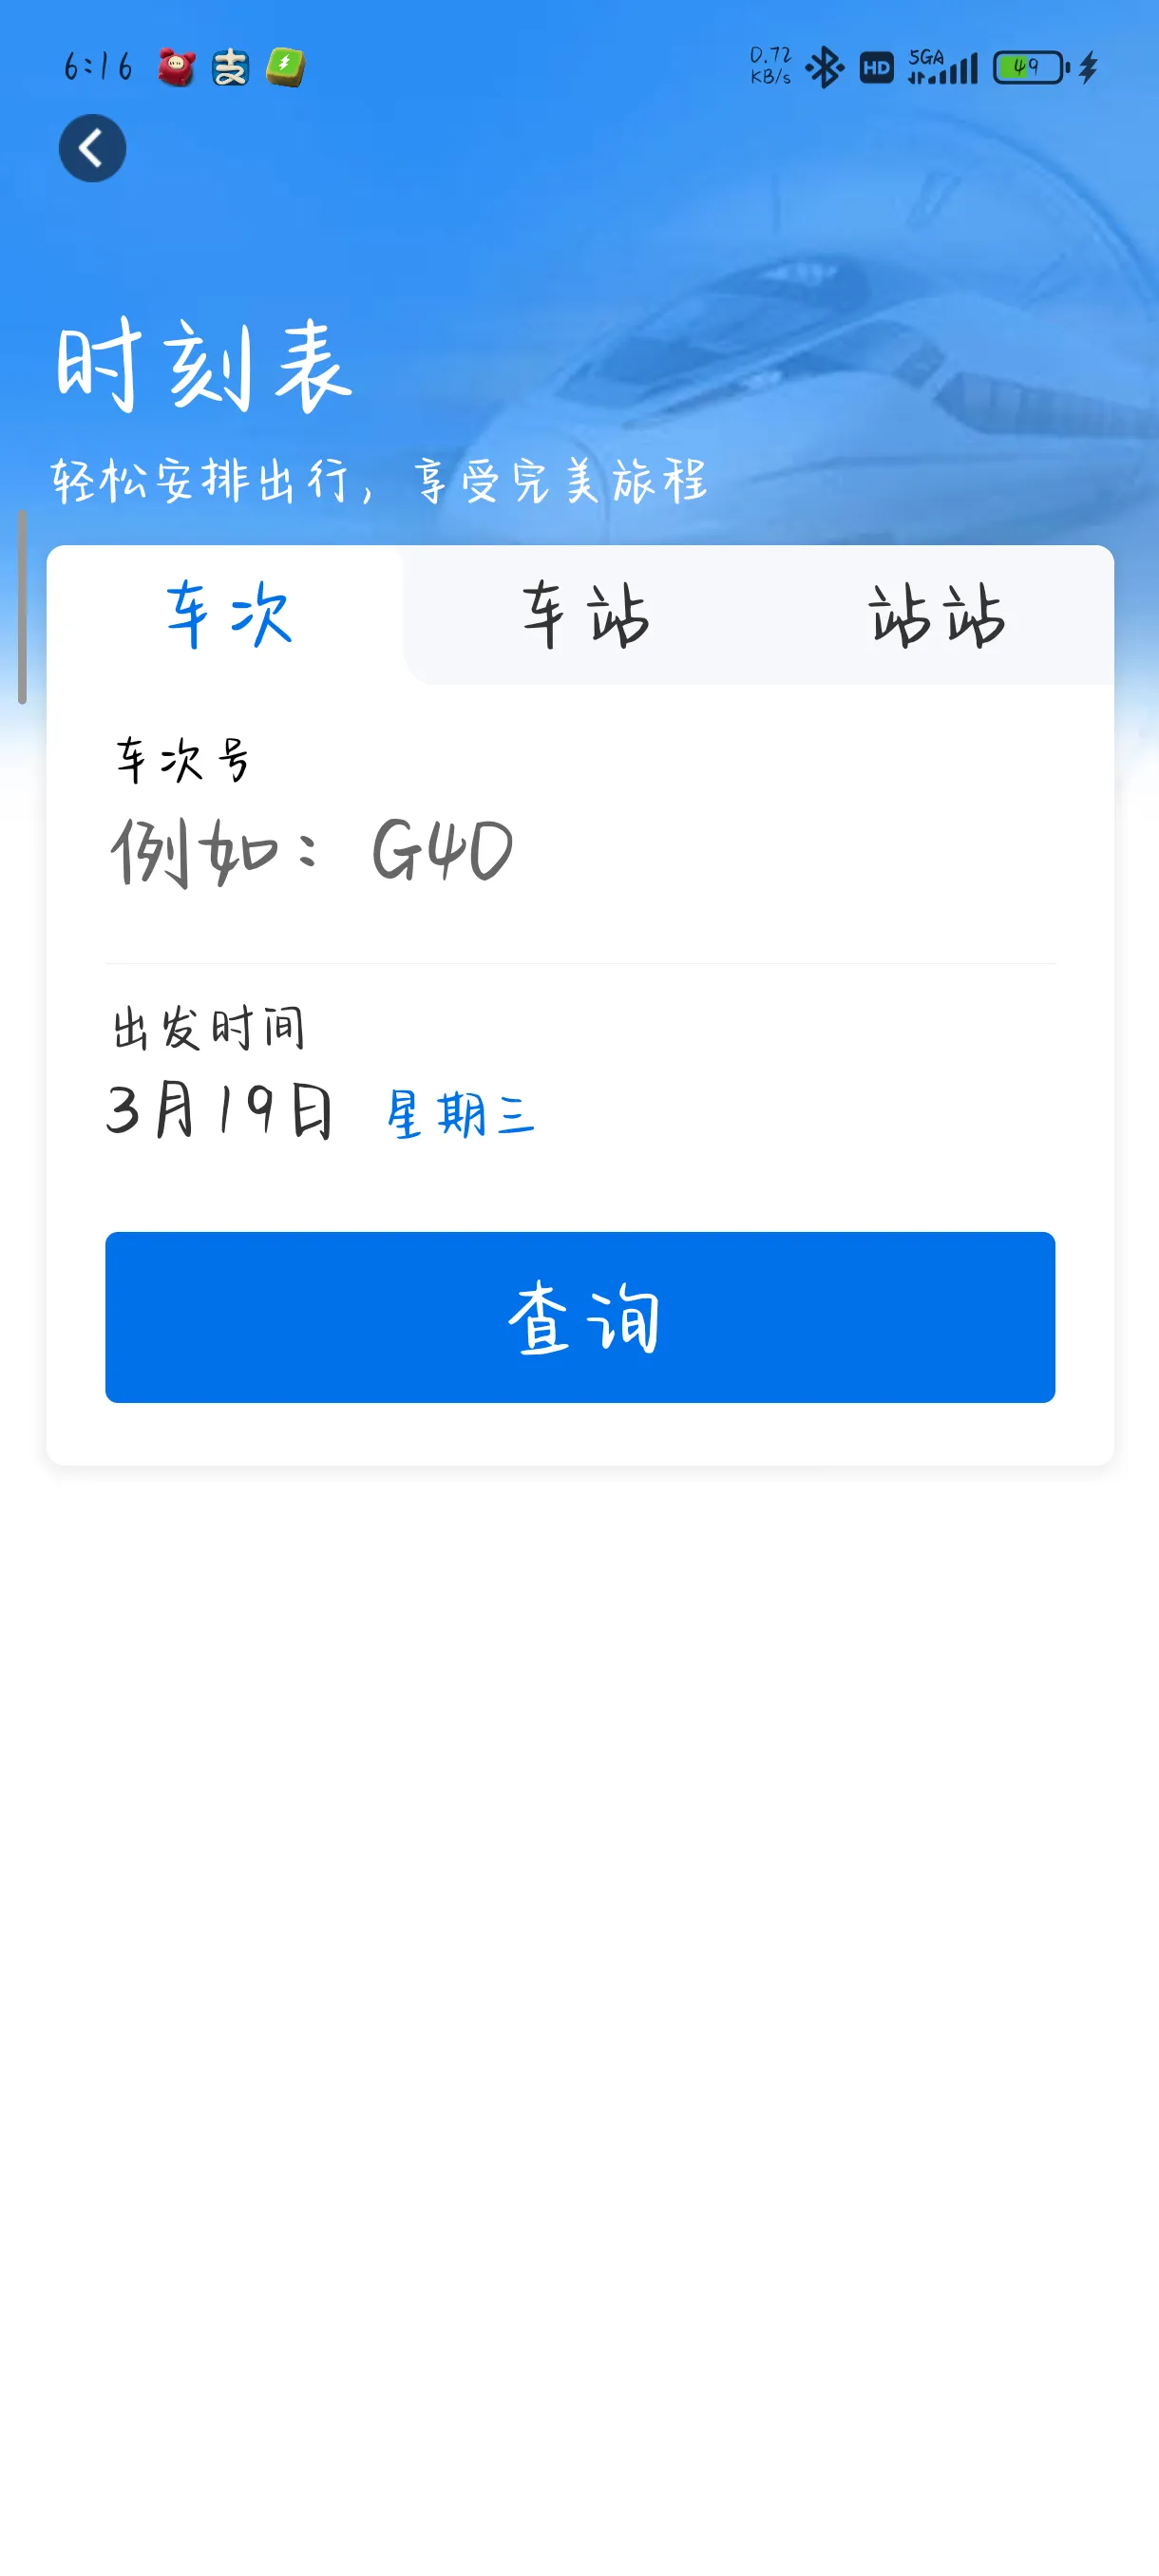 6:16 支 0.72 KB/s HD 5GA 49
时刻表
轻松安排出行，享受完美旅程
车次 车站 站站
车次号
例如：G40
出发时间
3月19日 星期三
查询